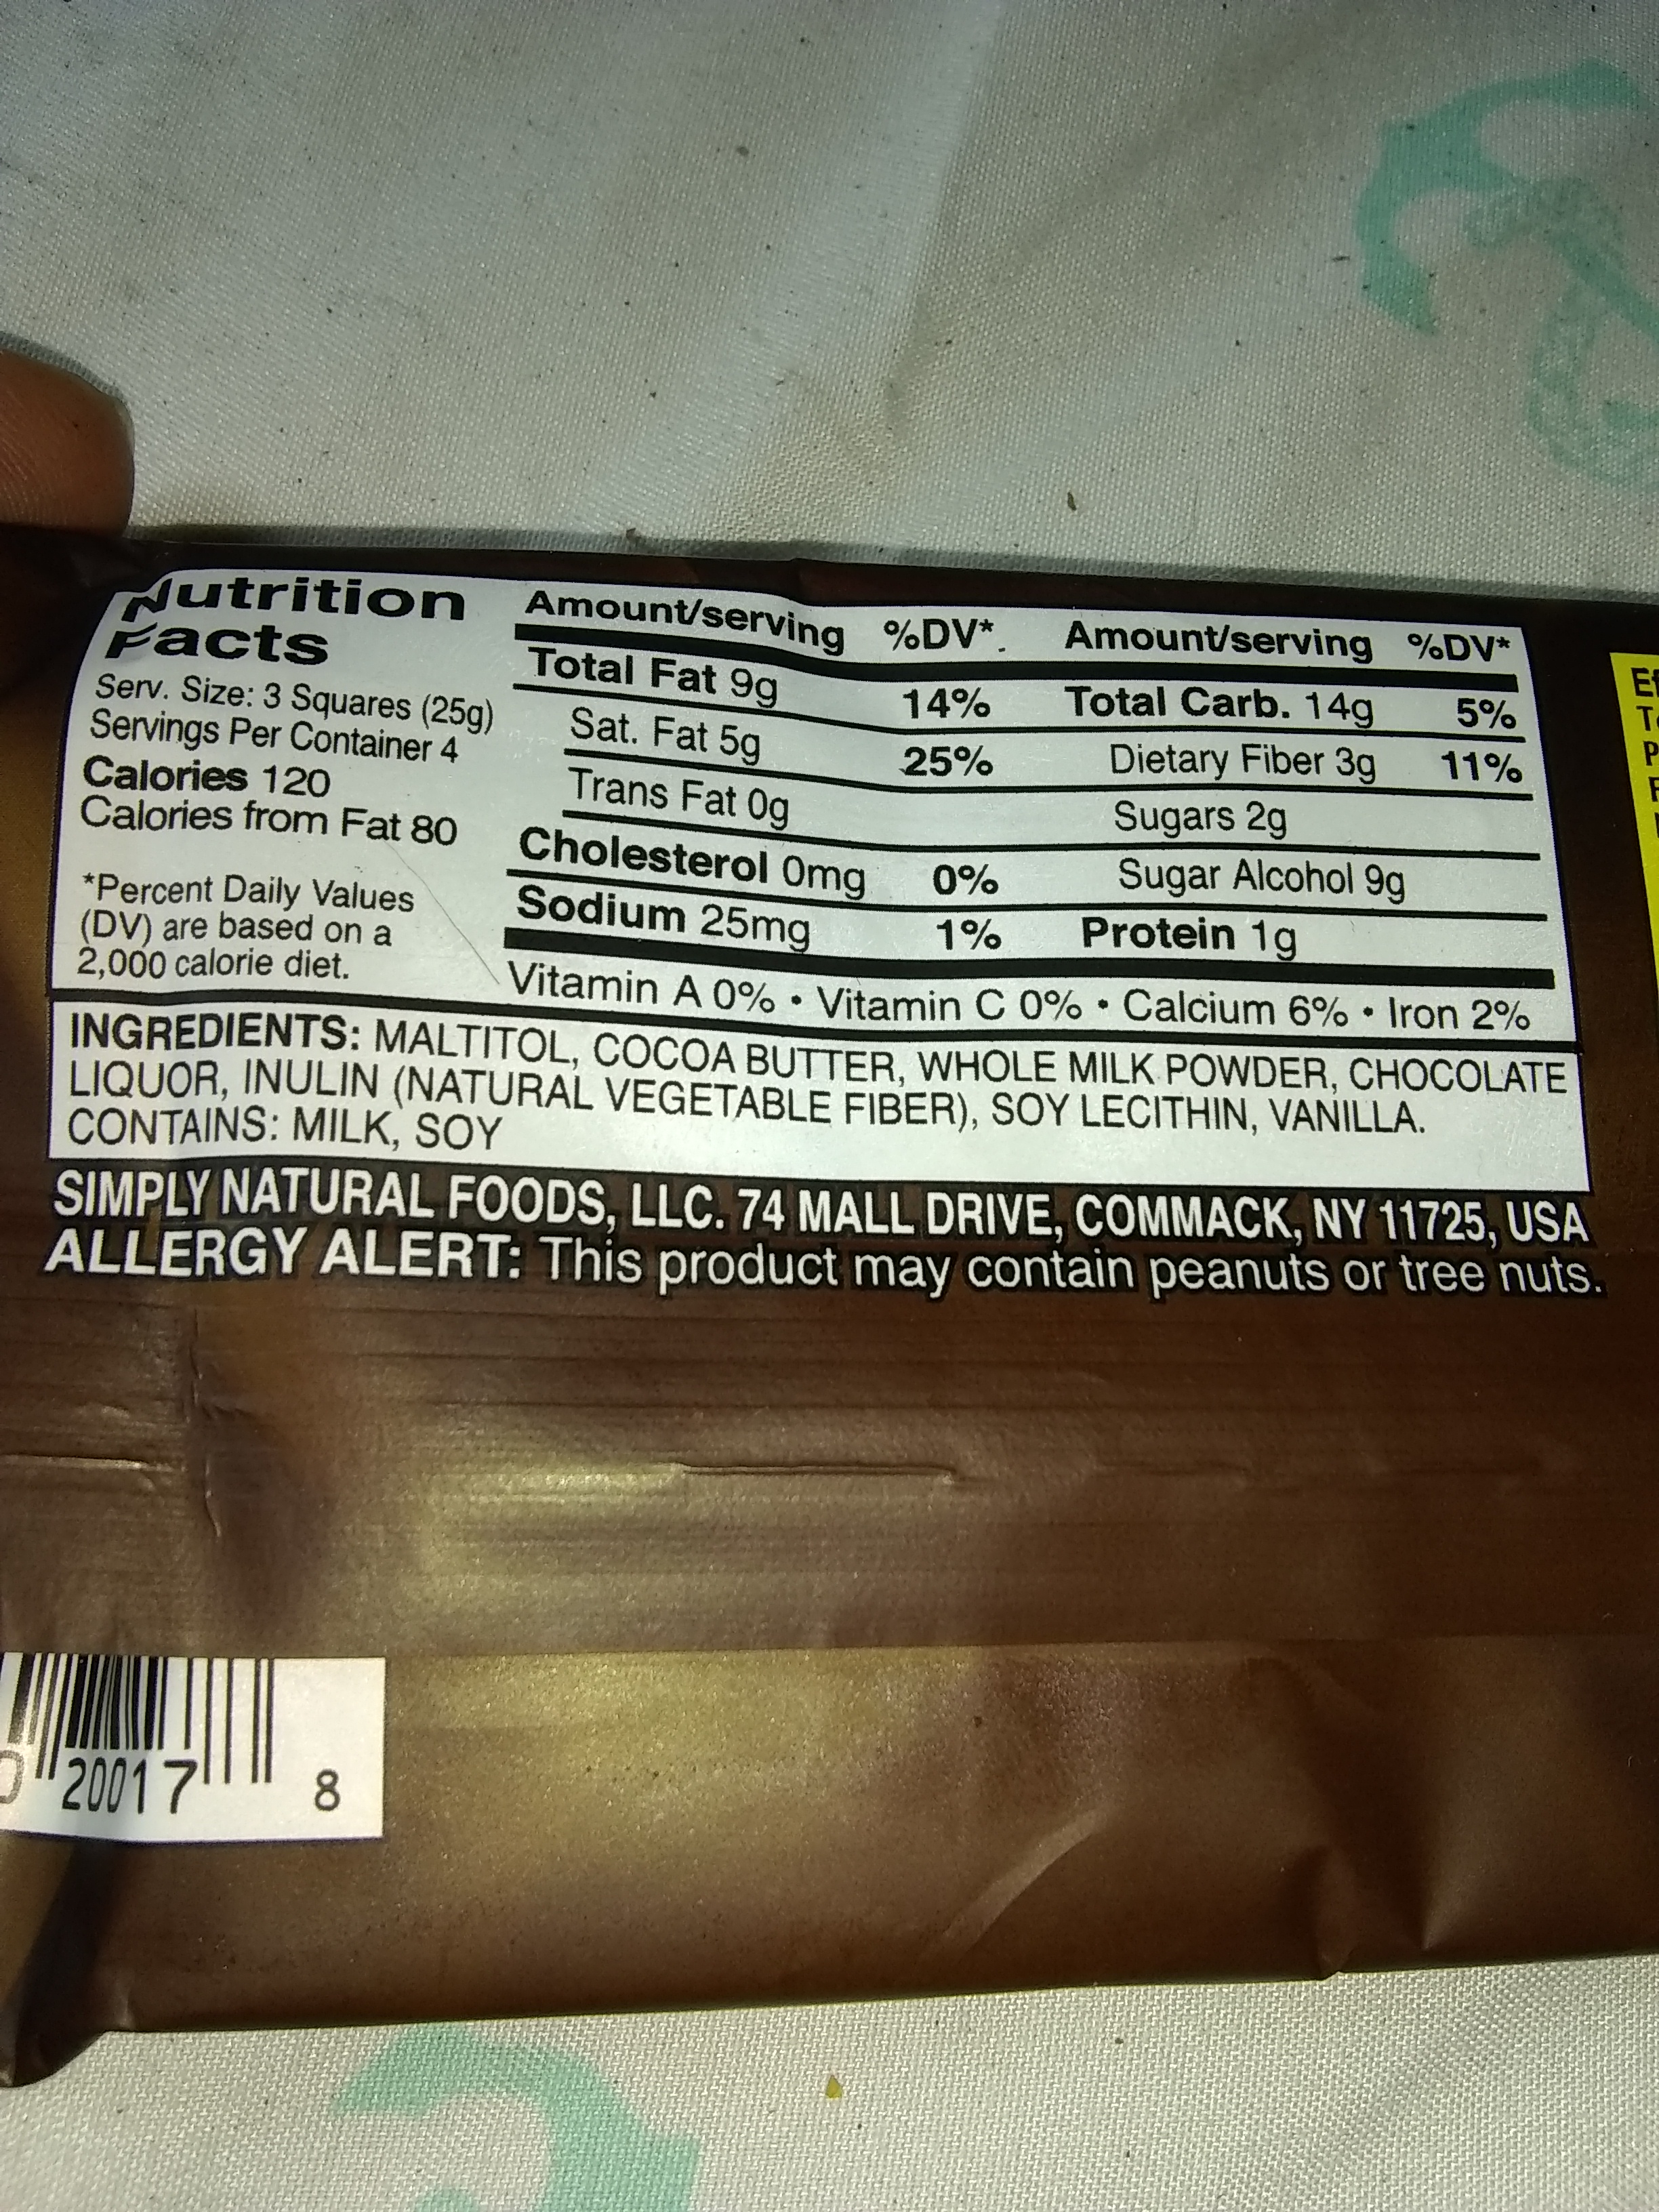 Nutrition
Facts
Serv. Size: 3 Squares (25g)
Servings Per Container 4
Calories 120
Calories from Fat 80
*Percent Daily Values
(DV) are based on a
2,000 calorie diet.
Amount/serving %DV*
Total Fat 9g 14%
Sat. Fat 5g 25%
Trans Fat 0g
Cholesterol 0mg 0%
Sodium 25mg 1%
Amount/serving %DV*
Total Carb. 14g 5%
Dietary Fiber 3g 11%
Sugars 2g
Sugar Alcohol 9g
Protein 1g
Vitamin A 0% • Vitamin C 0% • Calcium 6% • Iron 2%
INGREDIENTS: MALTITOL, COCOA BUTTER, WHOLE MILK POWDER, CHOCOLATE
LIQUOR, INULIN (NATURAL VEGETABLE FIBER), SOY LECITHIN, VANILLA.
CONTAINS: MILK, SOY
SIMPLY NATURAL FOODS, LLC. 74 MALL DRIVE, COMMACK, NY 11725, USA
ALLERGY ALERT: This product may contain peanuts or tree nuts.
20017 8